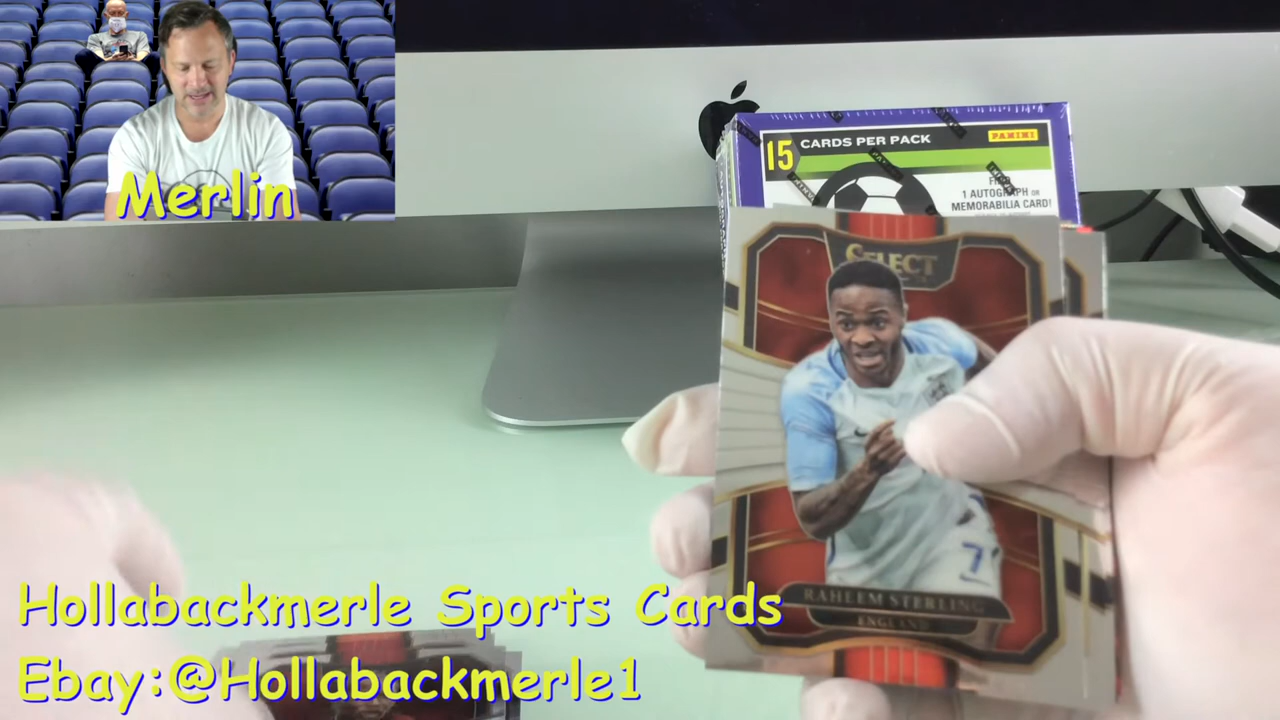 Merlin
15 CARDS PER PACK
PANINI
1 AUTOGRAPH OR
MEMORABILIA CARD!
SELECT
7
RAHEEM STERLING
ENGLAND
Hollabackmerle Sports Cards
Ebay:@Hollabackmerle1